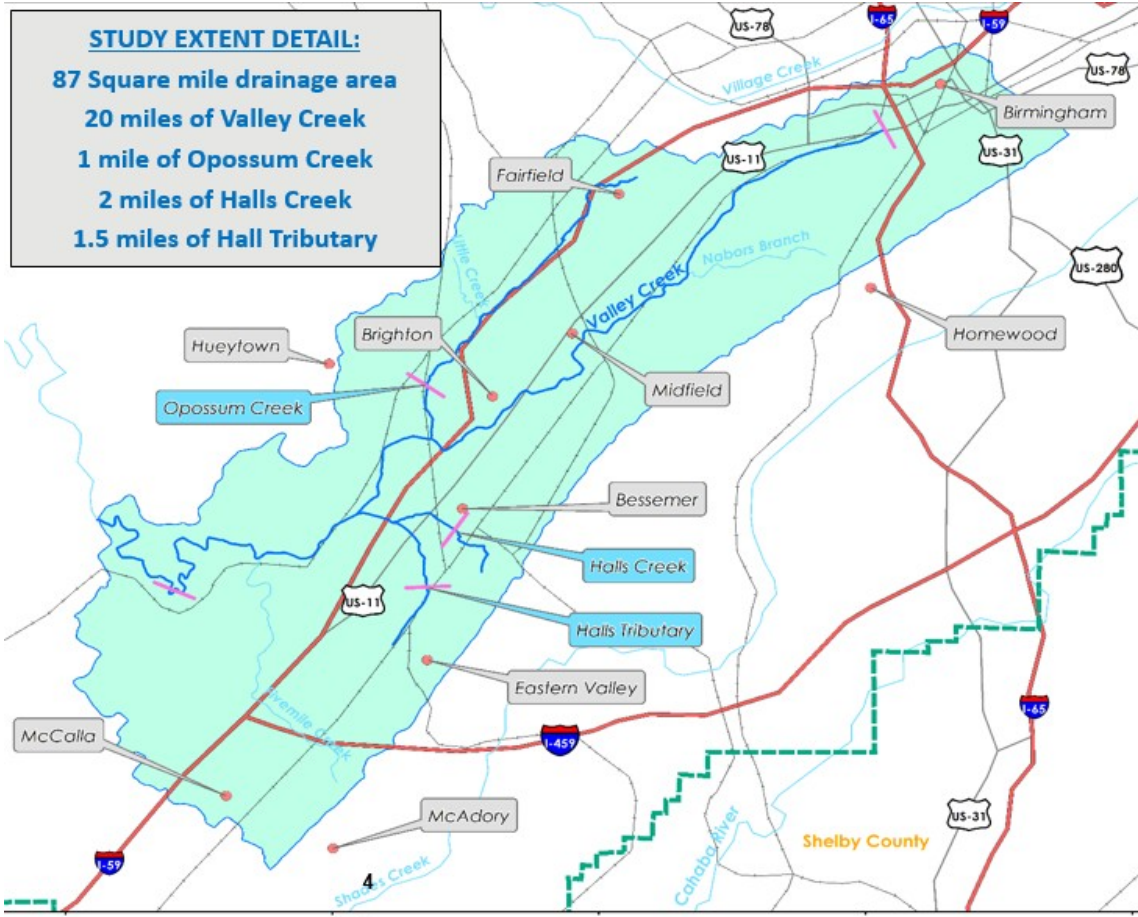 STUDY EXTENT DETAIL:
87 Square mile drainage area
20 miles of Valley Creek
1 mile of Opossum Creek
2 miles of Halls Creek
1.5 miles of Hall Tributary
US-78
I-65
I-59
US-78
Village Creek
Birmingham
US-11
US-31
Fairfield
Little Creek
Nabors Branch
US-280
Valley Creek
Homewood
Hueytown
Brighton
Midfield
Opossum Creek
Bessemer
Halls Creek
US-11
Halls Tributary
Eastern Valley
Fivemile Creek
I-65
McCalla
I-459
McAdory
US-31
Cahaba River
Shelby County
I-59
Shades Creek
4